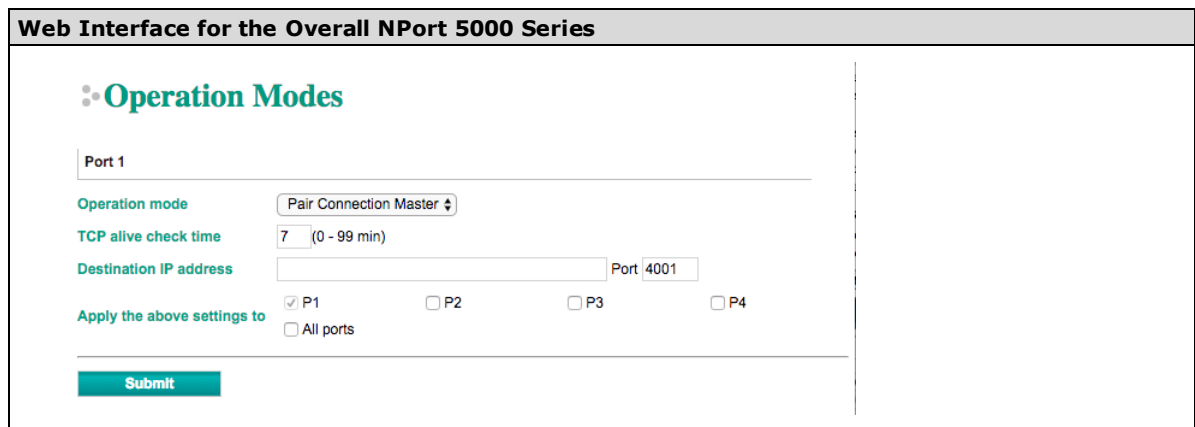 Web Interface for the Overall NPort 5000 Series
Operation Modes
Port 1
Operation mode Pair Connection Master
TCP alive check time 7 (0 - 99 min)
Destination IP address Port 4001
Apply the above settings to P1 P2 P3 P4
All ports
Submit